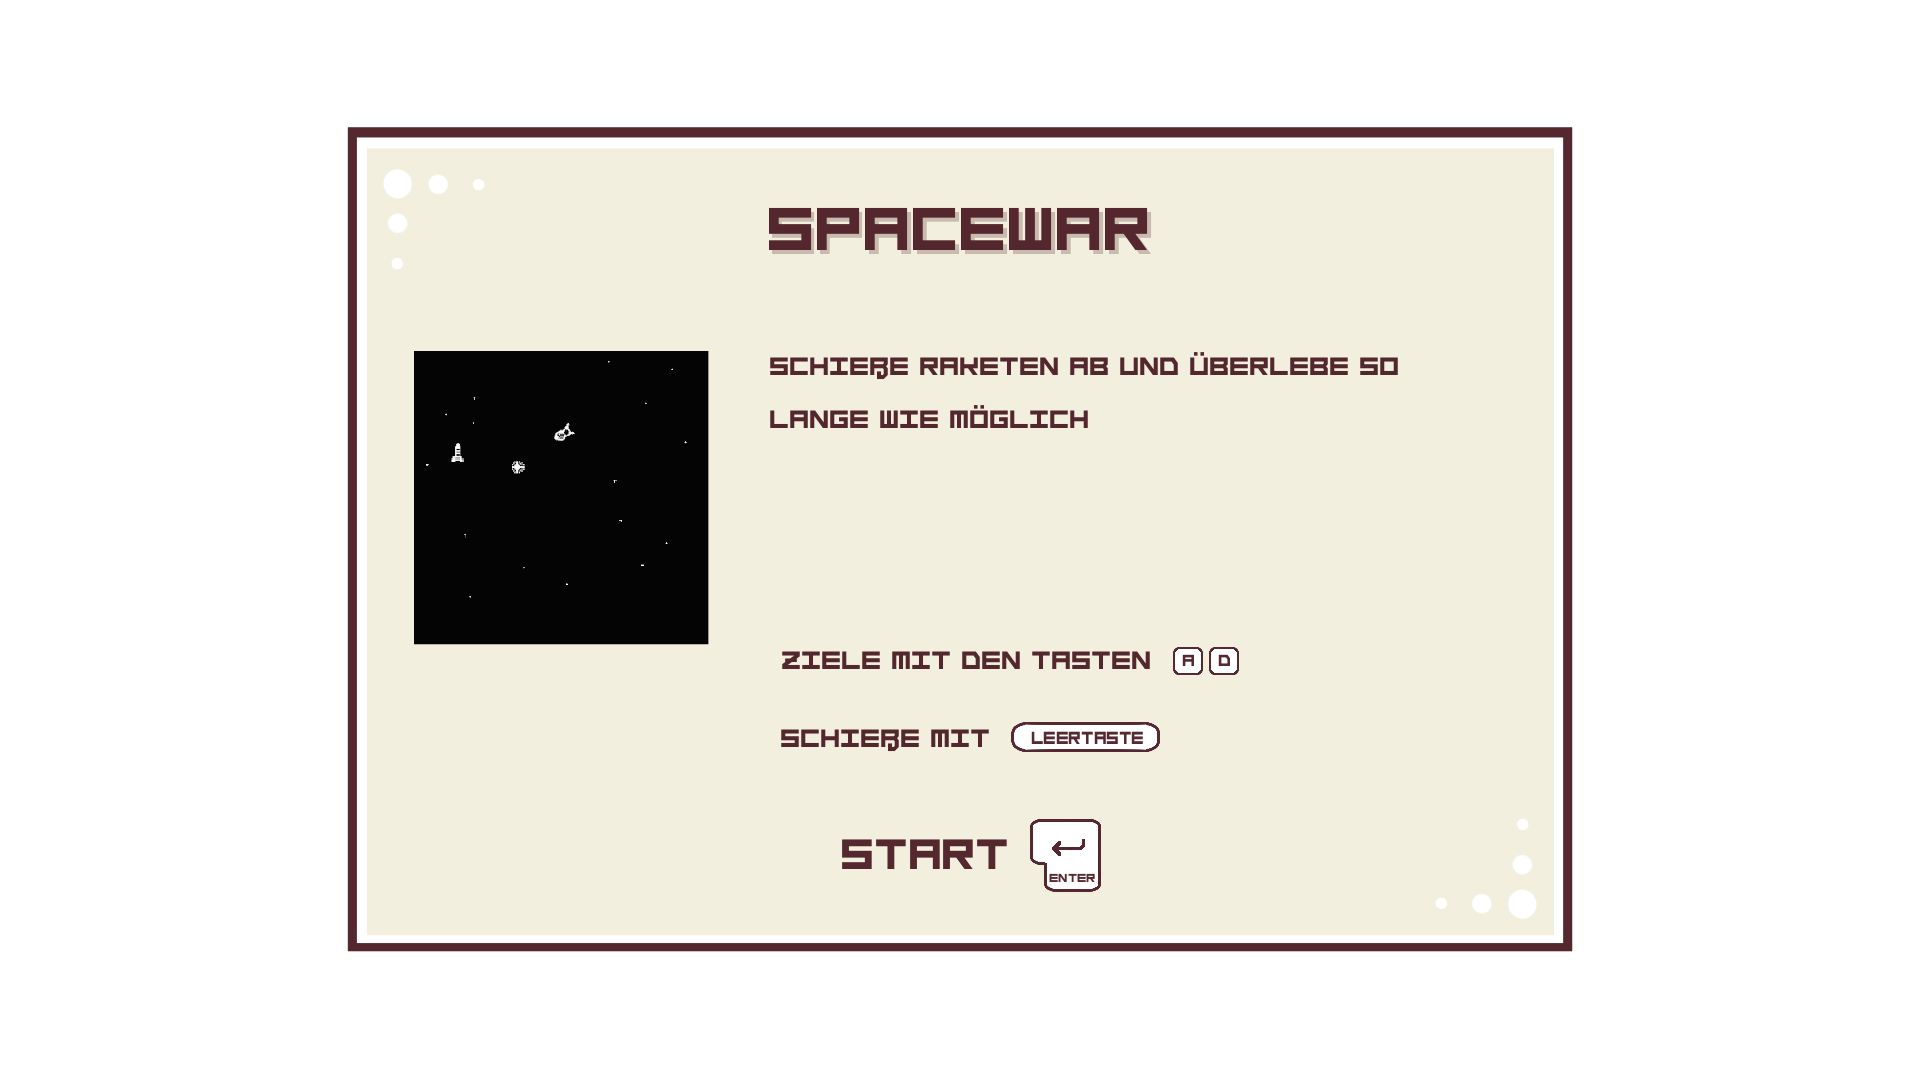 SPACEWAR
SCHIEẞE RAKETEN AB UND ÜBERLEBE SO
LANGE WIE MÖGLICH
ZIELE MIT DEN TASTEN A D
SCHIEẞE MIT LEERTASTE
START ENTER